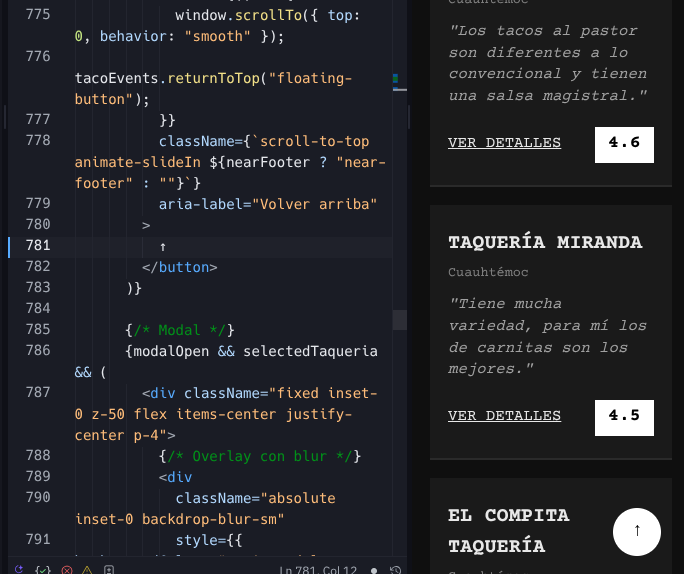 775 window.scrollTo({ top:
0, behavior: "smooth" });
776
tacoEvents.returnToTop("floating-
button");
777 }}
778 className={`scroll-to-top
animate-slideIn ${nearFooter ? "near-
footer" : ""}`}
779 aria-label="Volver arriba"
780 >
781 ↑
782 </button>
783 )}
784
785 {/* Modal */}
786 {modalOpen && selectedTaqueria
&& (
787 <div className="fixed inset-
0 z-50 flex items-center justify-
center p-4">
788 {/* Overlay con blur */}
789 <div
790 className="absolute
inset-0 backdrop-blur-sm"
791 style={{
Ln 781, Col 12
Cuauhtémoc
"Los tacos al pastor
son diferentes a lo
convencional y tienen
una salsa magistral."
VER DETALLES 4.6
TAQUERÍA MIRANDA
Cuauhtémoc
"Tiene mucha
variedad, para mí los
de carnitas son los
mejores."
VER DETALLES 4.5
EL COMPITA
TAQUERÍA
↑